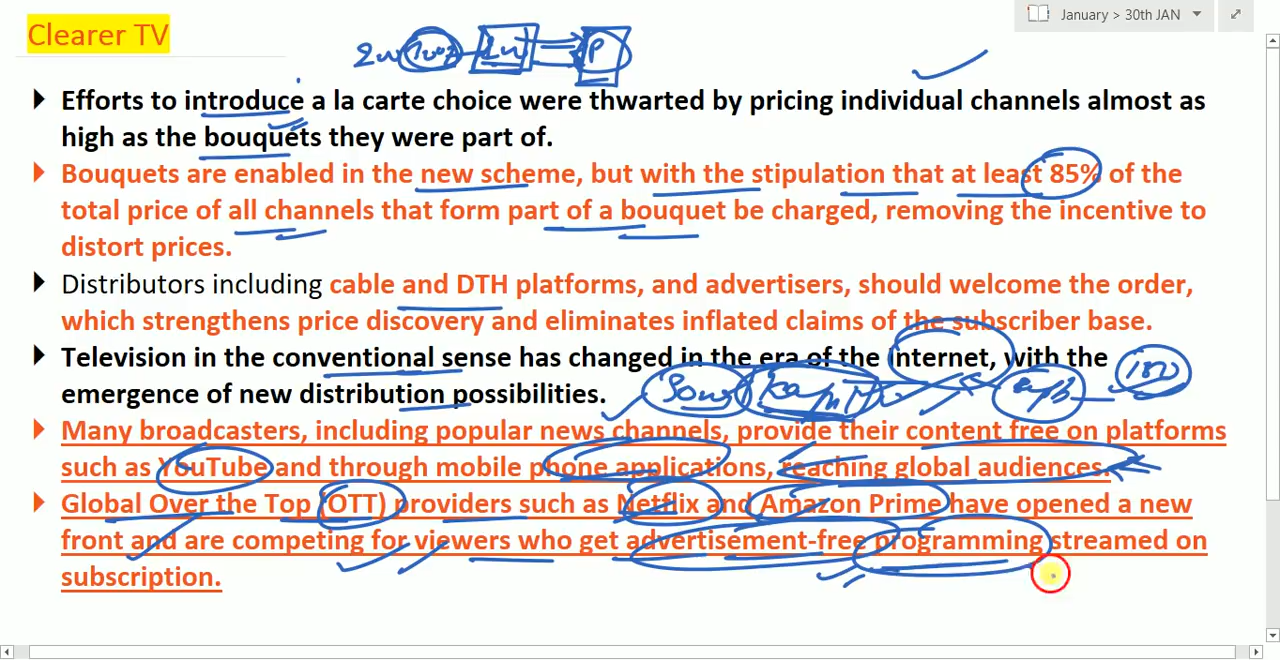 January > 30th JAN
Clearer TV
Efforts to introduce a la carte choice were thwarted by pricing individual channels almost as
high as the bouquets they were part of.
Bouquets are enabled in the new scheme, but with the stipulation that at least 85% of the
total price of all channels that form part of a bouquet be charged, removing the incentive to
distort prices.
Distributors including cable and DTH platforms, and advertisers, should welcome the order,
which strengthens price discovery and eliminates inflated claims of the subscriber base.
Television in the conventional sense has changed in the era of the internet, with the
emergence of new distribution possibilities.
Many broadcasters, including popular news channels, provide their content free on platforms
such as YouTube and through mobile phone applications, reaching global audiences.
Global Over the Top (OTT) providers such as Netflix and Amazon Prime have opened a new
front and are competing for viewers who get advertisement-free programming streamed on
subscription.